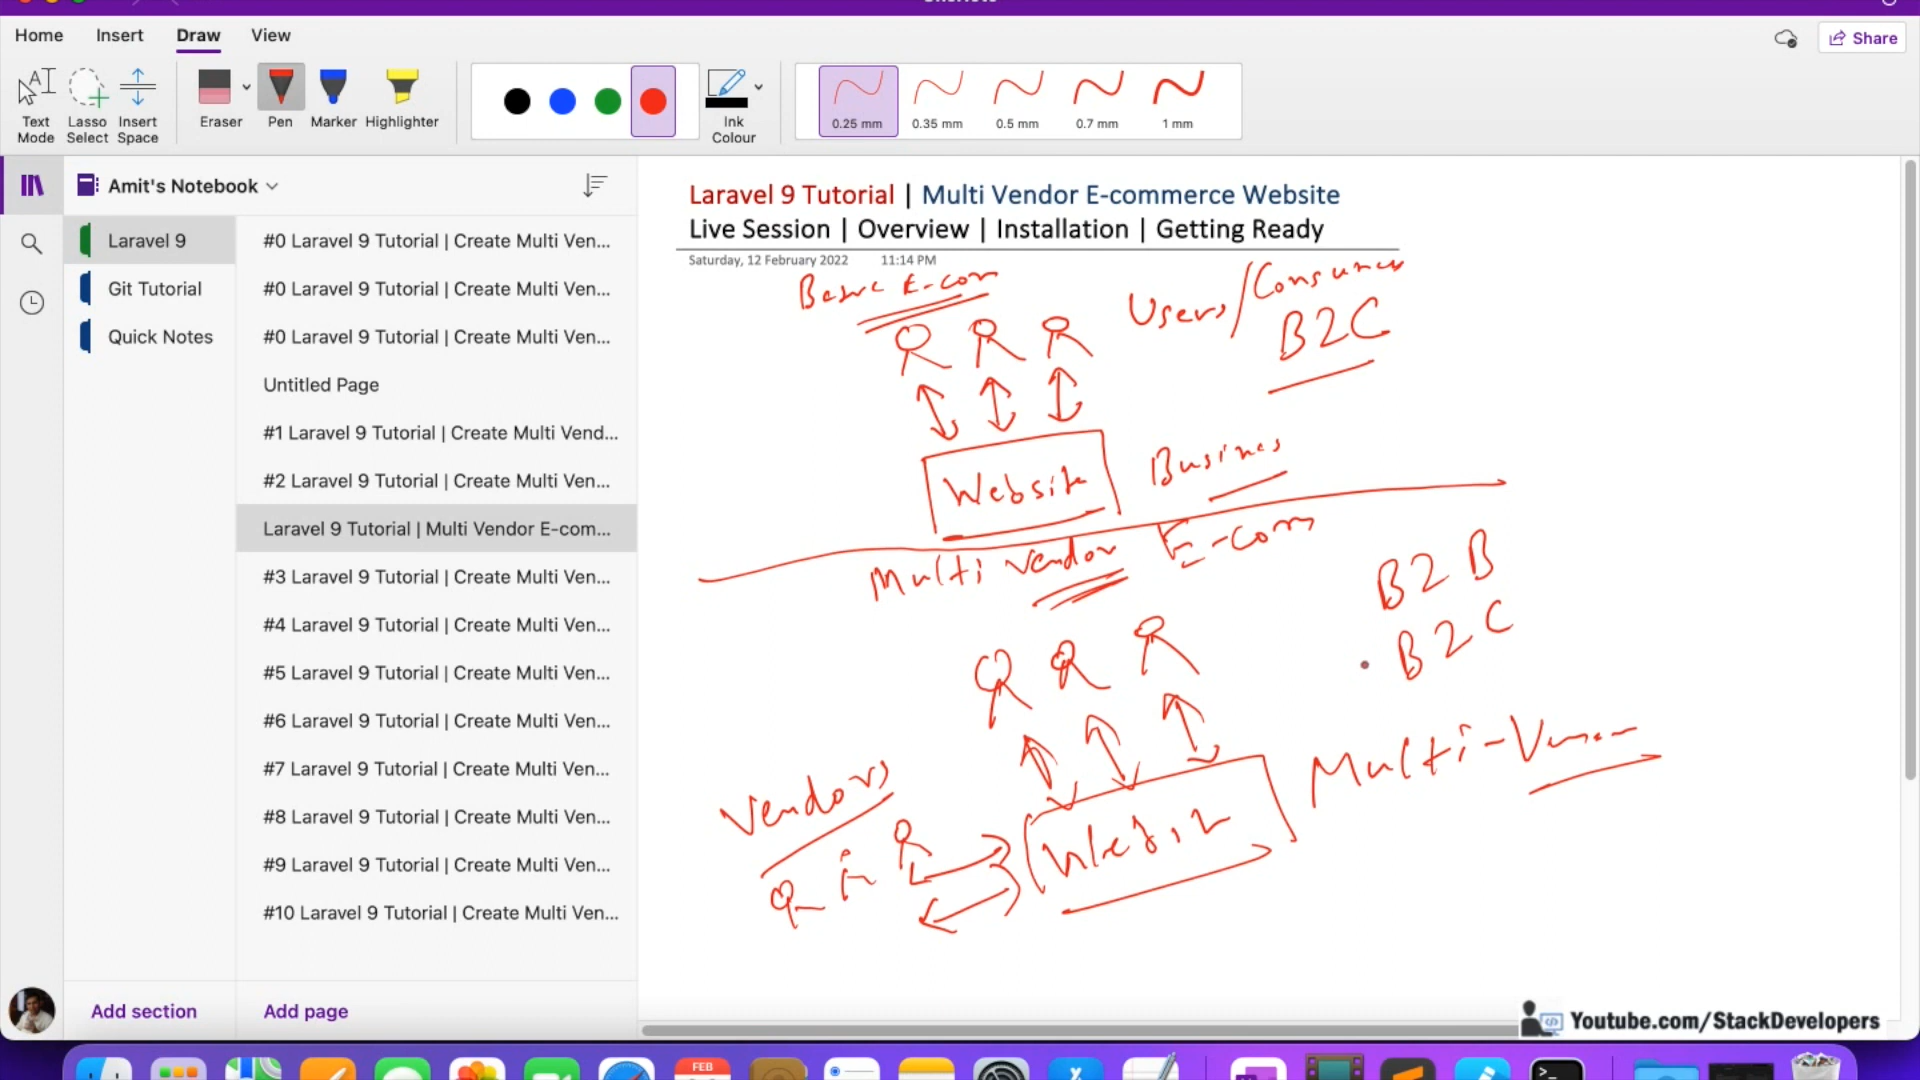 Home Insert Draw View
Share
Text Mode
Lasso Select
Insert Space
Eraser
Pen
Marker
Highlighter
Ink Colour
0.25 mm
0.35 mm
0.5 mm
0.7 mm
1 mm
Amit's Notebook
Laravel 9
Git Tutorial
Quick Notes
#0 Laravel 9 Tutorial | Create Multi Ven...
#0 Laravel 9 Tutorial | Create Multi Ven...
#0 Laravel 9 Tutorial | Create Multi Ven...
Untitled Page
#1 Laravel 9 Tutorial | Create Multi Vend...
#2 Laravel 9 Tutorial | Create Multi Ven...
Laravel 9 Tutorial | Multi Vendor E-com...
#3 Laravel 9 Tutorial | Create Multi Ven...
#4 Laravel 9 Tutorial | Create Multi Ven...
#5 Laravel 9 Tutorial | Create Multi Ven...
#6 Laravel 9 Tutorial | Create Multi Ven...
#7 Laravel 9 Tutorial | Create Multi Ven...
#8 Laravel 9 Tutorial | Create Multi Ven...
#9 Laravel 9 Tutorial | Create Multi Ven...
#10 Laravel 9 Tutorial | Create Multi Ven...
Add section
Add page
Laravel 9 Tutorial | Multi Vendor E-commerce Website
Live Session | Overview | Installation | Getting Ready
Saturday, 12 February 2022 11:14 PM
Basic E-com
Users/Consumer
B2C
Website
Business
Multi Vendor E-com
B2B
B2C
Vendors
Website
Multi-Vendor
Youtube.com/StackDevelopers
FEB